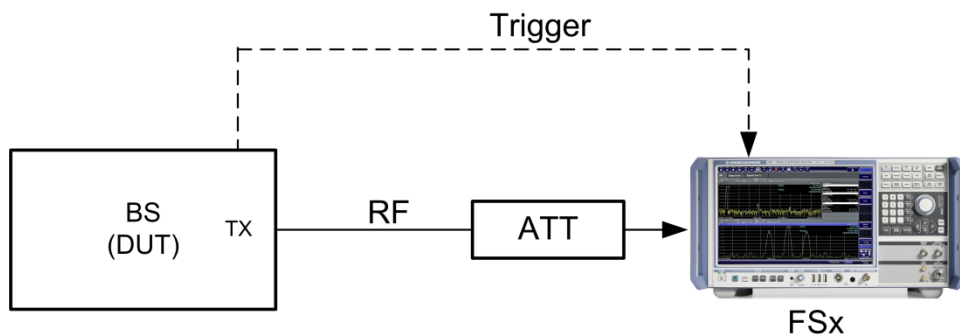 Trigger
BS
(DUT)
TX
RF
ATT
FSx